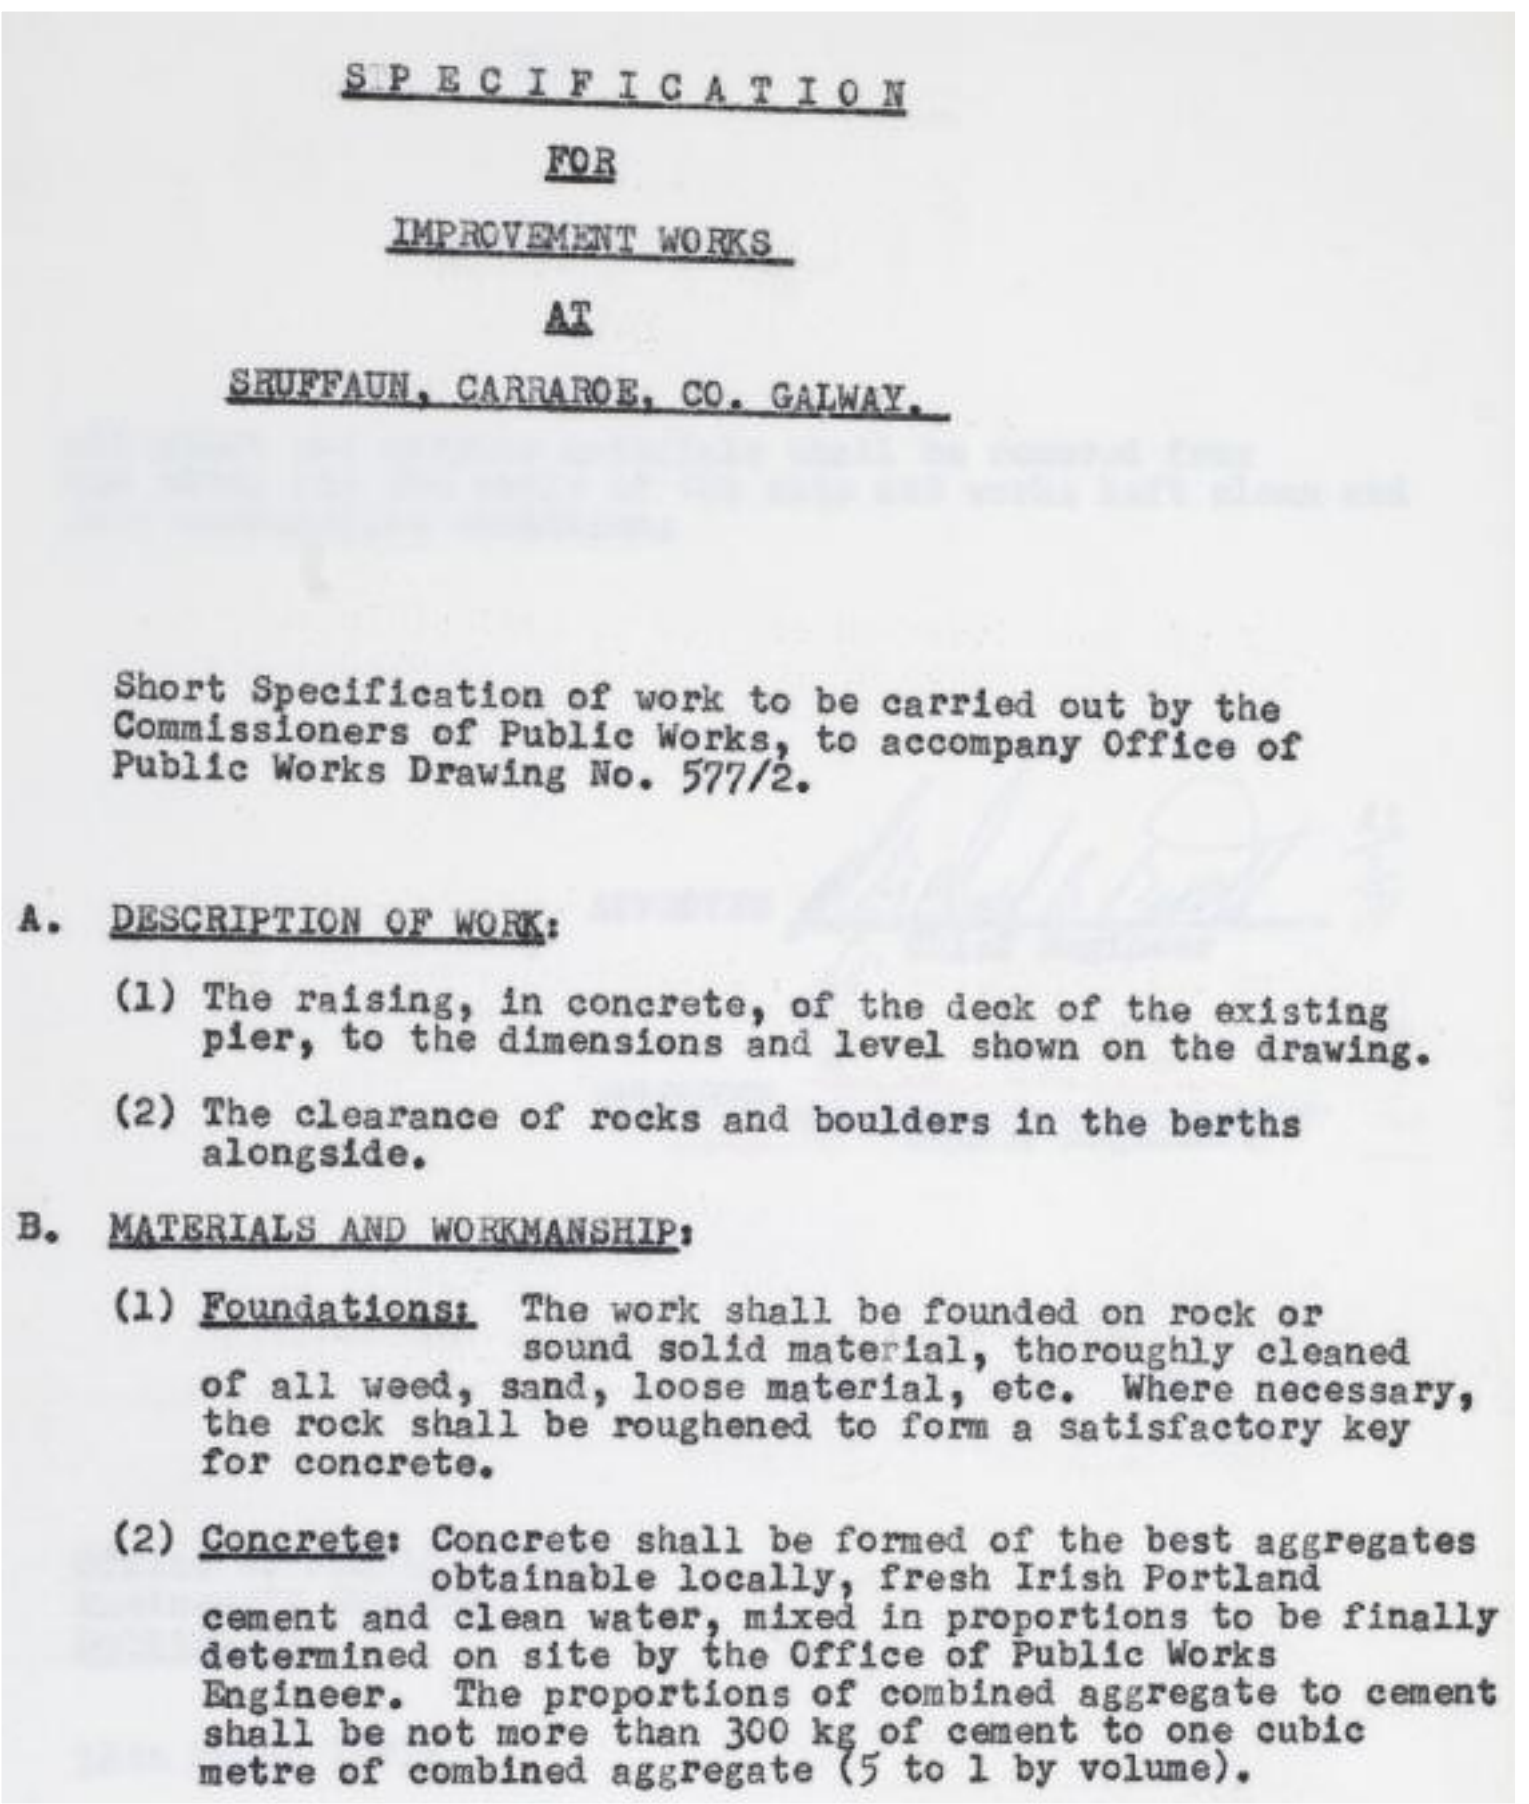 SPECIFICATION
FOR
IMPROVEMENT WORKS
AT
SRUFFAUN, CARRAROE, CO. GALWAY.
Short Specification of work to be carried out by the
Commissioners of Public Works, to accompany Office of
Public Works Drawing No. 577/2.
A. DESCRIPTION OF WORK:
(1) The raising, in concrete, of the deck of the existing
pier, to the dimensions and level shown on the drawing.
(2) The clearance of rocks and boulders in the berths
alongside.
B. MATERIALS AND WORKMANSHIP:
(1) Foundations: The work shall be founded on rock or
sound solid material, thoroughly cleaned
of all weed, sand, loose material, etc. Where necessary,
the rock shall be roughened to form a satisfactory key
for concrete.
(2) Concrete: Concrete shall be formed of the best aggregates
obtainable locally, fresh Irish Portland
cement and clean water, mixed in proportions to be finally
determined on site by the Office of Public Works
Engineer. The proportions of combined aggregate to cement
shall be not more than 300 kg of cement to one cubic
metre of combined aggregate (5 to 1 by volume).